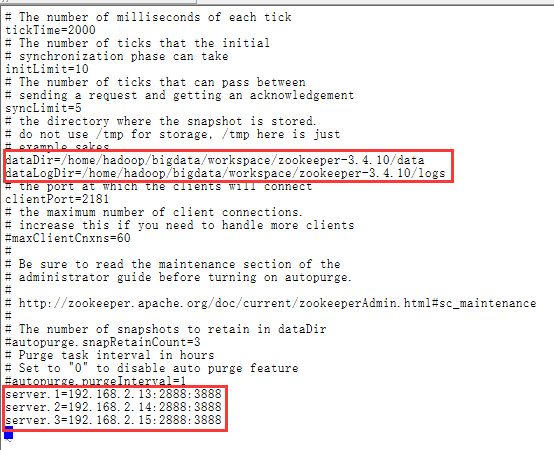 # The number of milliseconds of each tick
tickTime=2000
# The number of ticks that the initial
# synchronization phase can take
initLimit=10
# The number of ticks that can pass between
# sending a request and getting an acknowledgement
syncLimit=5
# the directory where the snapshot is stored.
# do not use /tmp for storage, /tmp here is just
# example sakes.
dataDir=/home/hadoop/bigdata/workspace/zookeeper-3.4.10/data
dataLogDir=/home/hadoop/bigdata/workspace/zookeeper-3.4.10/logs
# the port at which the clients will connect
clientPort=2181
# the maximum number of client connections.
# increase this if you need to handle more clients
#maxClientCnxns=60
#
# Be sure to read the maintenance section of the
# administrator guide before turning on autopurge.
#
# http://zookeeper.apache.org/doc/current/zookeeperAdmin.html#sc_maintenance
#
# The number of snapshots to retain in dataDir
#autopurge.snapRetainCount=3
# Purge task interval in hours
# Set to "0" to disable auto purge feature
#autopurge.purgeInterval=1
server.1=192.168.2.13:2888:3888
server.2=192.168.2.14:2888:3888
server.3=192.168.2.15:2888:3888
~